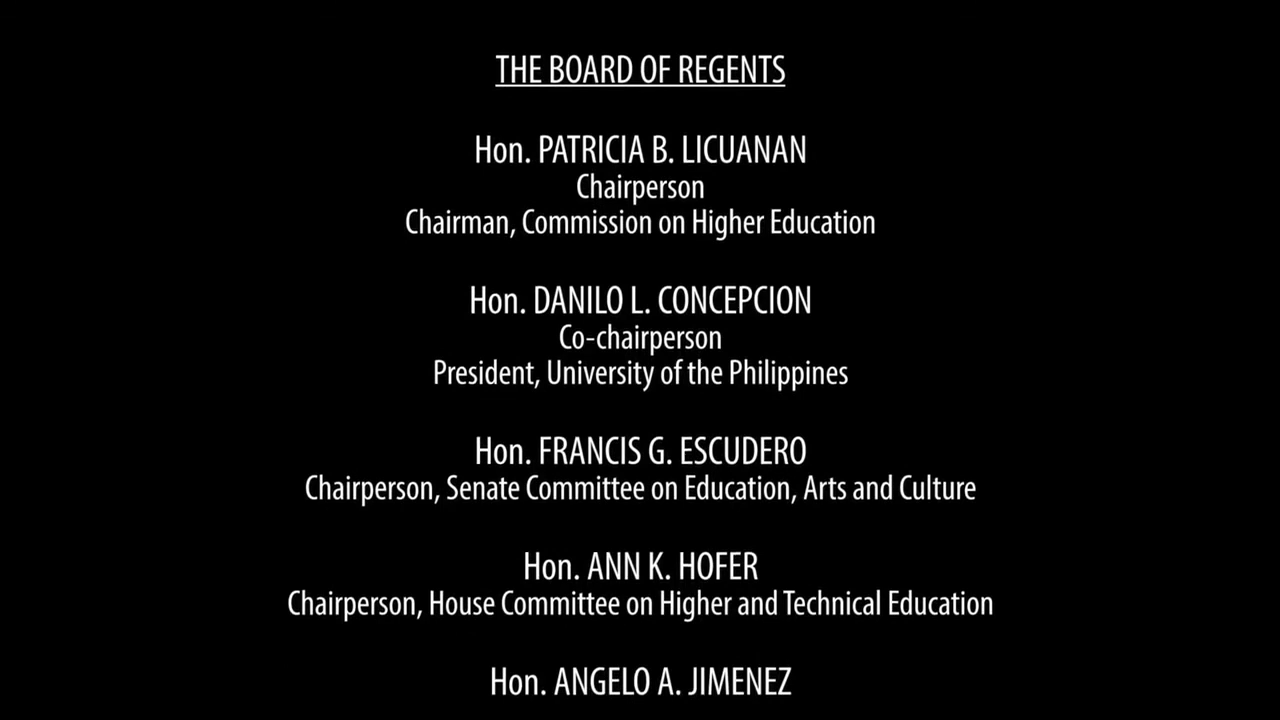 THE BOARD OF REGENTS
Hon. PATRICIA B. LICUANAN
Chairperson
Chairman, Commission on Higher Education
Hon. DANILO L. CONCEPCION
Co-chairperson
President, University of the Philippines
Hon. FRANCIS G. ESCUDERO
Chairperson, Senate Committee on Education, Arts and Culture
Hon. ANN K. HOFER
Chairperson, House Committee on Higher and Technical Education
Hon. ANGELO A. JIMENEZ